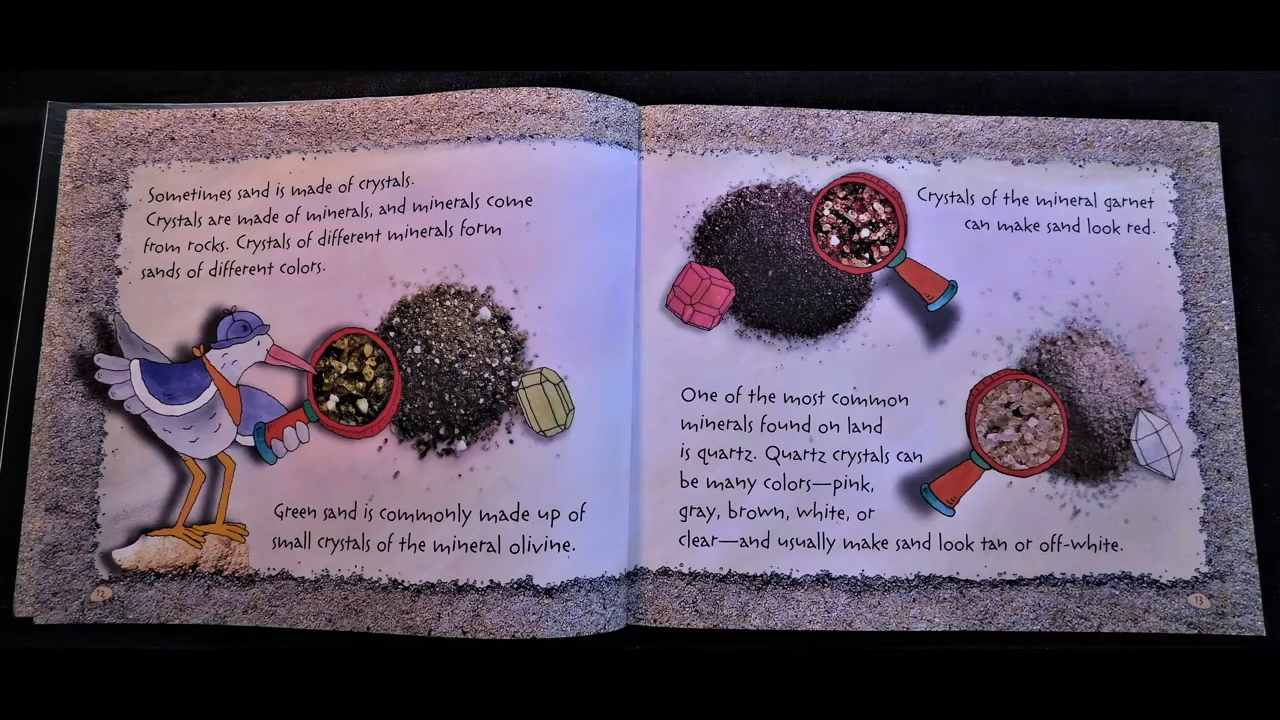 Sometimes sand is made of crystals.
Crystals are made of minerals, and minerals come
from rocks. Crystals of different minerals form
sands of different colors.
Green sand is commonly made up of
small crystals of the mineral olivine.
12
Crystals of the mineral garnet
can make sand look red.
One of the most common
minerals found on land
is quartz. Quartz crystals can
be many colors—pink,
gray, brown, white, or
clear—and usually make sand look tan or off-white.
13